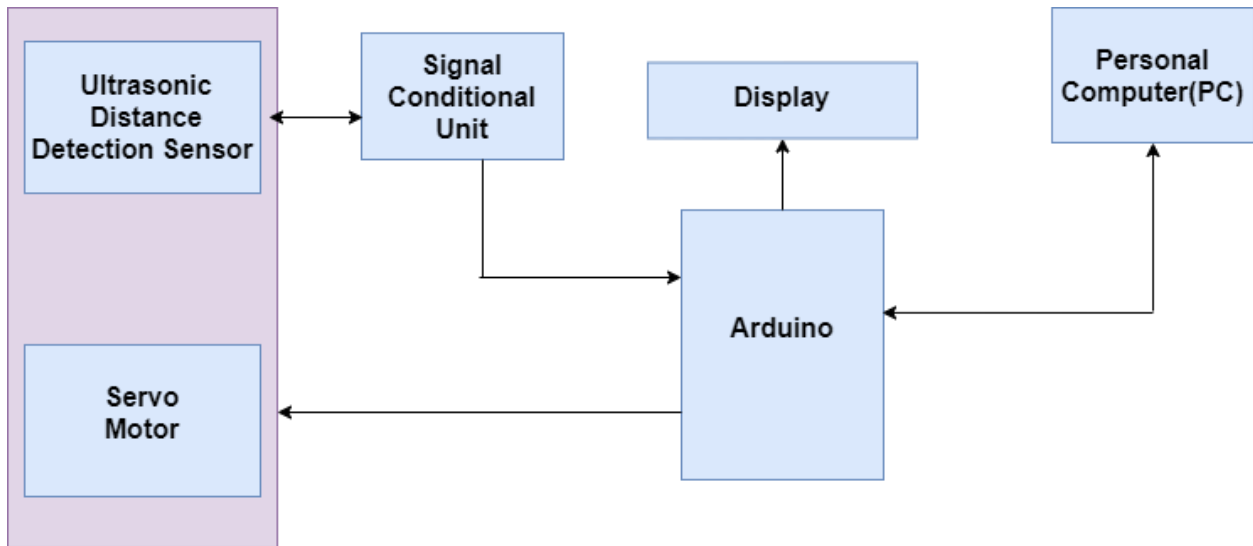 Ultrasonic
Distance
Detection Sensor
Signal
Conditional
Unit
Display
Personal
Computer(PC)
Arduino
Servo
Motor